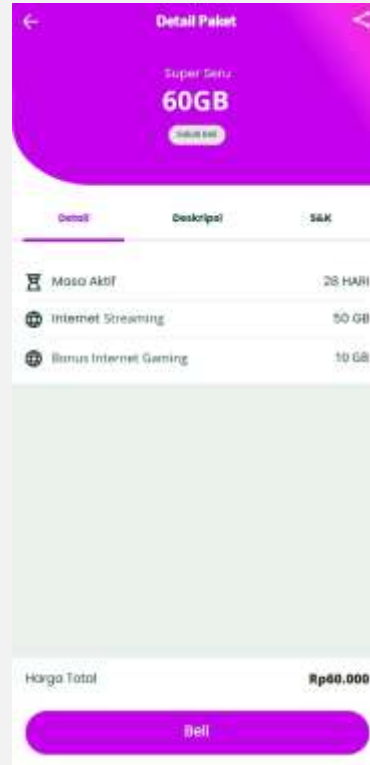 Detail Paket
Super Seru
60GB
Detail Deskripsi S&K
Masa Aktif 28 HARI
Internet Streaming 50 GB
Bonus Internet Gaming 10 GB
Harga Total Rp60.000
Beli